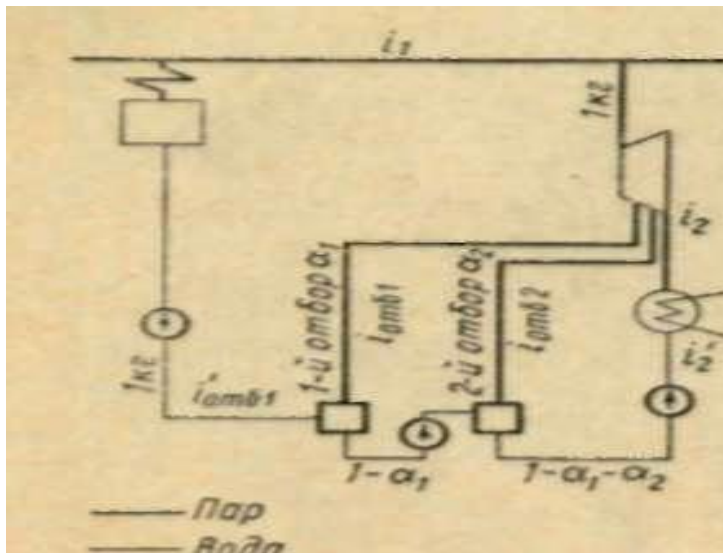 i₁
1кг
i₂
1-й отбор α₁
iотб1
2-й отбор α₂
iотб2
i₂'
1кг
i'отб1
1-α₁
1-α₁-α₂
Пар
Вода